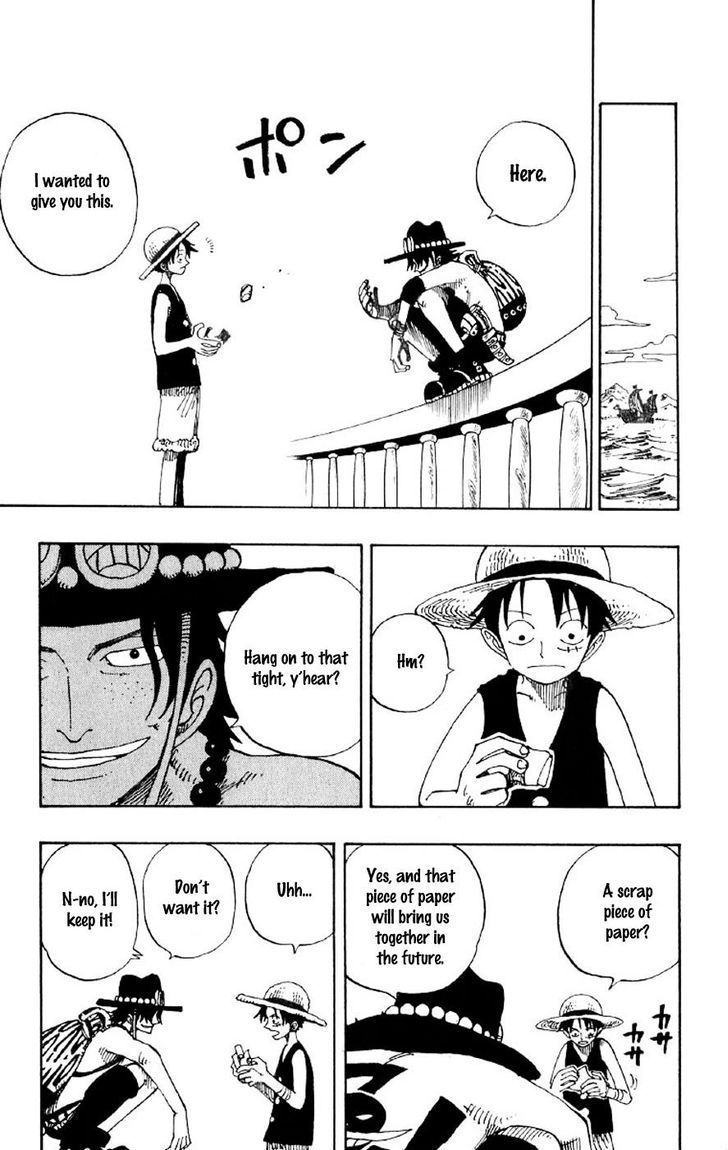 Here.
ポン
I wanted to
give you this.
Hm?
Hang on to that
tight, y'hear?
A scrap
piece of
paper?
ガサ
ガサ
Yes, and that
piece of paper
will bring us
together in
the future.
Uhh...
Don't
want it?
N-no, I'll
keep it!